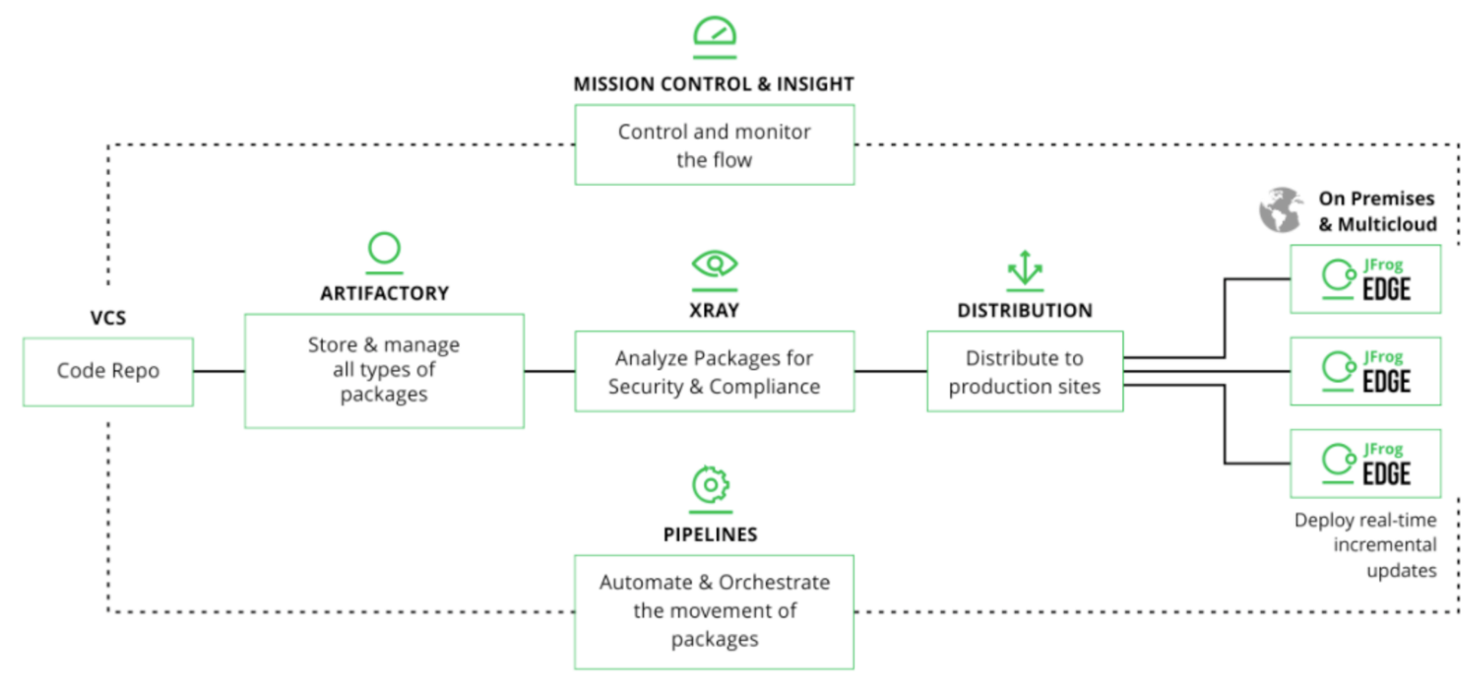 MISSION CONTROL & INSIGHT
Control and monitor
the flow
On Premises
& Multicloud
VCS
Code Repo
ARTIFACTORY
Store & manage
all types of
packages
XRAY
Analyze Packages for
Security & Compliance
DISTRIBUTION
Distribute to
production sites
JFrog
EDGE
JFrog
EDGE
JFrog
EDGE
Deploy real-time
incremental
updates
PIPELINES
Automate & Orchestrate
the movement of
packages